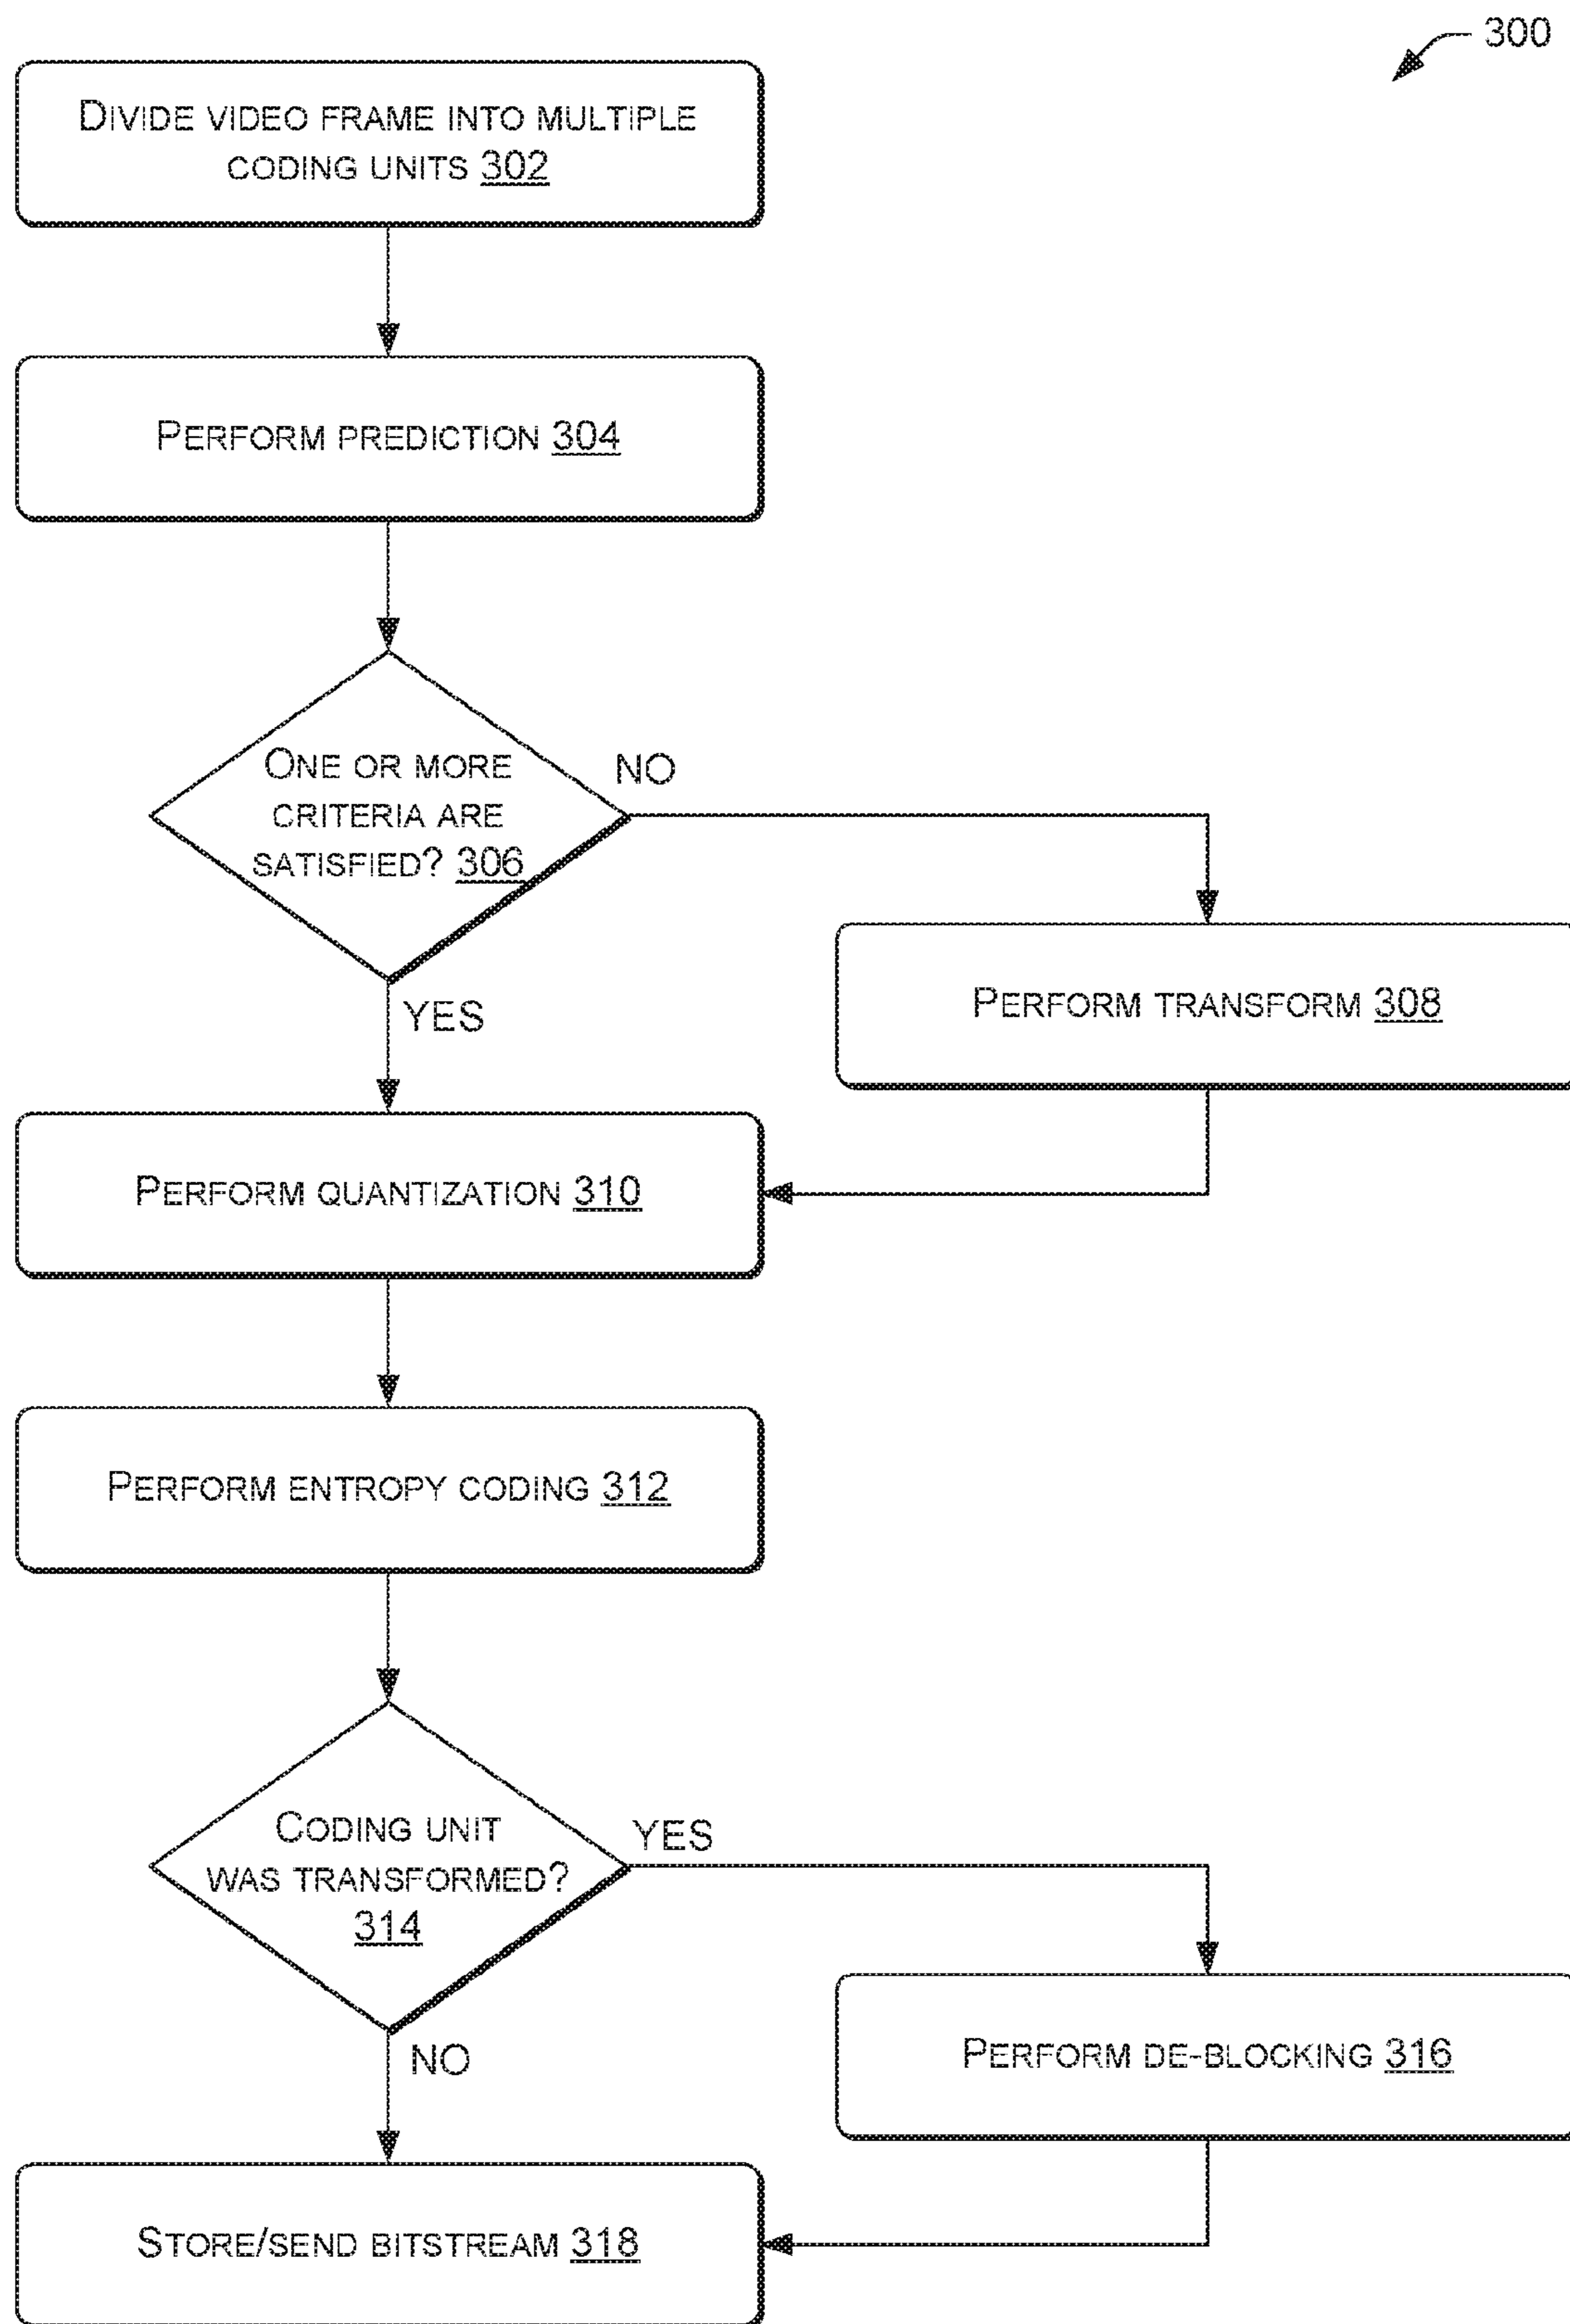 300
DIVIDE VIDEO FRAME INTO MULTIPLE
CODING UNITS 302
PERFORM PREDICTION 304
ONE OR MORE
CRITERIA ARE
SATISFIED? 306
NO
YES
PERFORM TRANSFORM 308
PERFORM QUANTIZATION 310
PERFORM ENTROPY CODING 312
CODING UNIT
WAS TRANSFORMED?
314
YES
NO
PERFORM DE-BLOCKING 316
STORE/SEND BITSTREAM 318